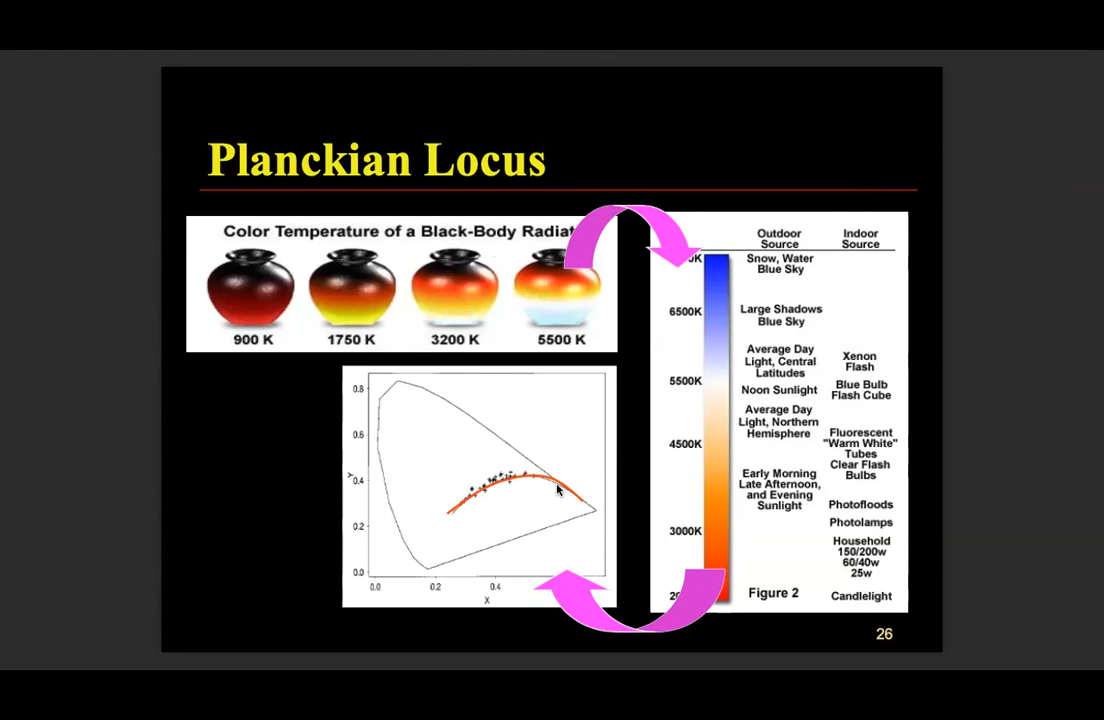 Planckian Locus
Color Temperature of a Black-Body
900 K
1750 K
3200 K
5500 K
0.8
0.6
0.4
0.2
0.0
Y
0.0
0.2
0.4
X
Outdoor
Source
Indoor
Source
Snow, Water
Blue Sky
6500K
Large Shadows
Blue Sky
Average Day
Light, Central
Latitudes
Xenon
Flash
5500K
Noon Sunlight
Blue Bulb
Flash Cube
Average Day
Light, Northern
Hemisphere
4500K
Fluorescent
"Warm White"
Tubes
Clear Flash
Bulbs
Early Morning
Late Afternoon,
and Evening
Sunlight
Photofloods
Photolamps
3000K
Household
150/200w
60/40w
25w
Figure 2
Candlelight
26